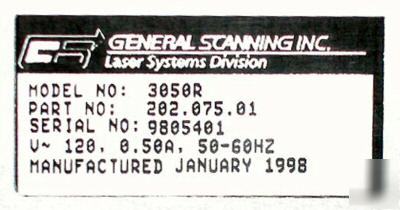 GS GENERAL SCANNING INC.
Laser Systems Division
MODEL NO: 3050R
PART NO: 202.075.01
SERIAL NO: 9805401
V~ 120, 0.50A, 50-60HZ
MANUFACTURED JANUARY 1998